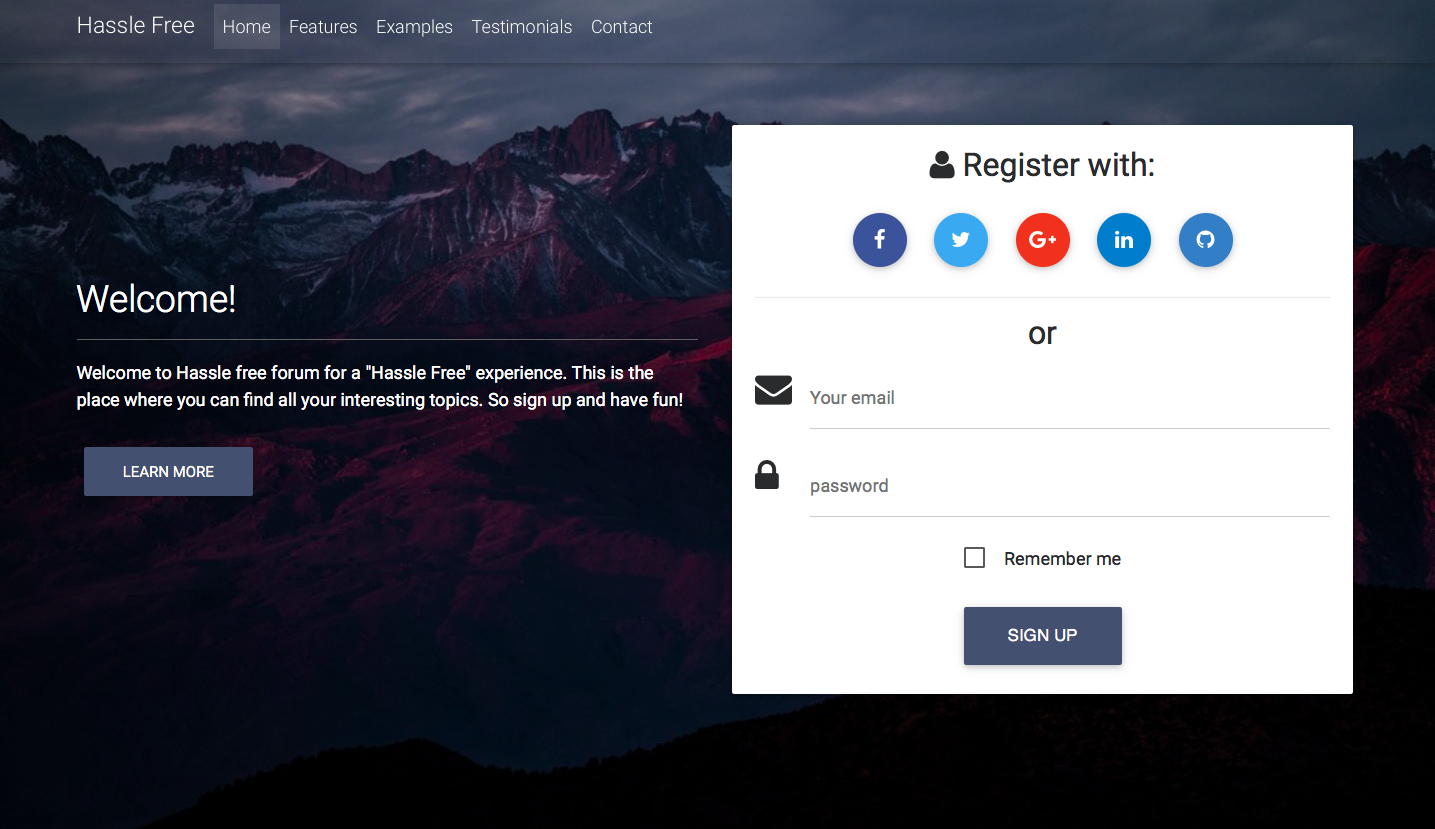 Hassle Free Home Features Examples Testimonials Contact
Welcome!
Welcome to Hassle free forum for a "Hassle Free" experience. This is the
place where you can find all your interesting topics. So sign up and have fun!
LEARN MORE
Register with:
f
G+
in
or
Your email
password
Remember me
SIGN UP